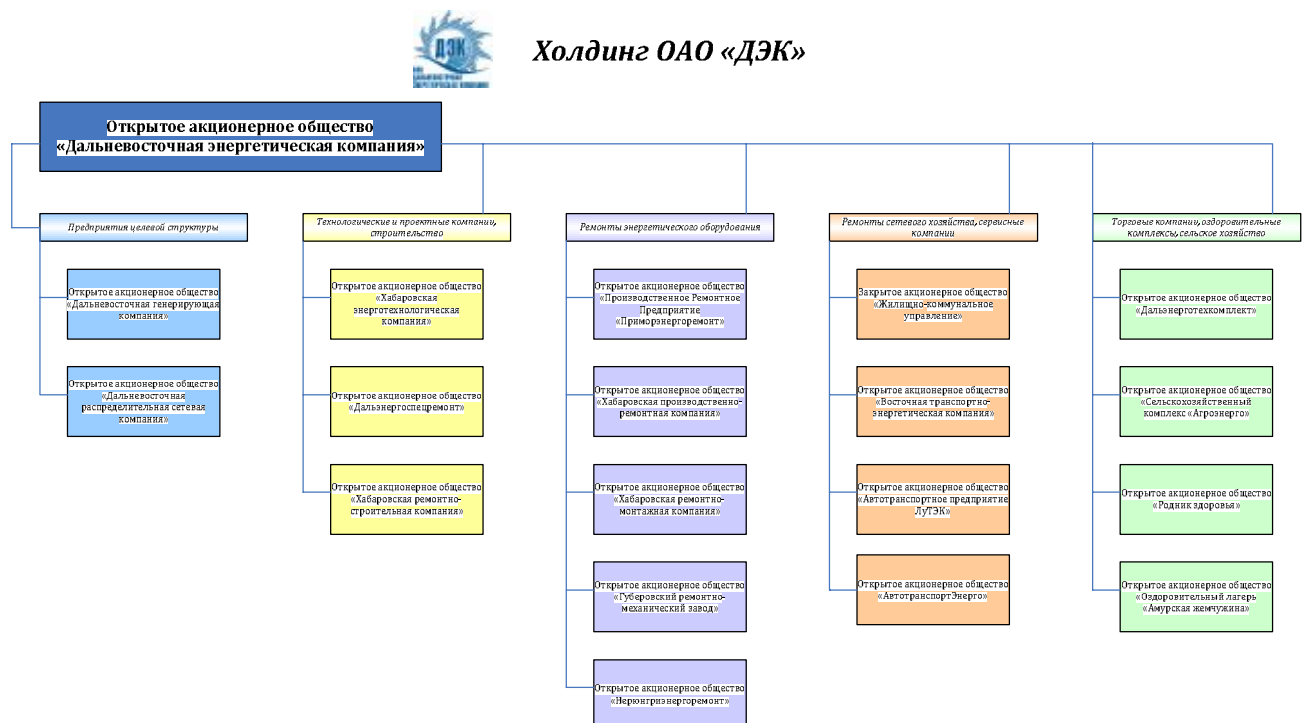 ДЭК
Холдинг ОАО «ДЭК»
Открытое акционерное общество
«Дальневосточная энергетическая компания»
Предприятия целевой структуры
Технологические и проектные компании,
строительство
Ремонты энергетического оборудования
Ремонты сетевого хозяйства, сервисные
компании
Торговые компании, оздоровительные
комплексы, сельское хозяйство
Открытое акционерное общество
«Дальневосточная генерирующая
компания»
Открытое акционерное общество
«Дальневосточная
распределительная сетевая
компания»
Открытое акционерное общество
«Хабаровская
энерготехнологическая
компания»
Открытое акционерное общество
«Дальэнергоспецремонт»
Открытое акционерное общество
«Хабаровская ремонтно-
строительная компания»
Открытое акционерное общество
«Производственное Ремонтное
Предприятие
«Приморэнергоремонт»
Открытое акционерное общество
«Хабаровская производственно-
ремонтная компания»
Открытое акционерное общество
«Хабаровская ремонтно-
монтажная компания»
Открытое акционерное общество
«Губеровский ремонтно-
механический завод»
Открытое акционерное общество
«Нерюнгриэнергоремонт»
Закрытое акционерное общество
«Жилищно-коммунальное
управление»
Открытое акционерное общество
«Восточная транспортно-
энергетическая компания»
Открытое акционерное общество
«Автотранспортное предприятие
ЛуТЭК»
Открытое акционерное общество
«АвтотранспортЭнерго»
Открытое акционерное общество
«Дальэнерготехкомплект»
Открытое акционерное общество
«Сельскохозяйственный
комплекс «Агроэнерго»
Открытое акционерное общество
«Родник здоровья»
Открытое акционерное общество
«Оздоровительный лагерь
«Амурская жемчужина»